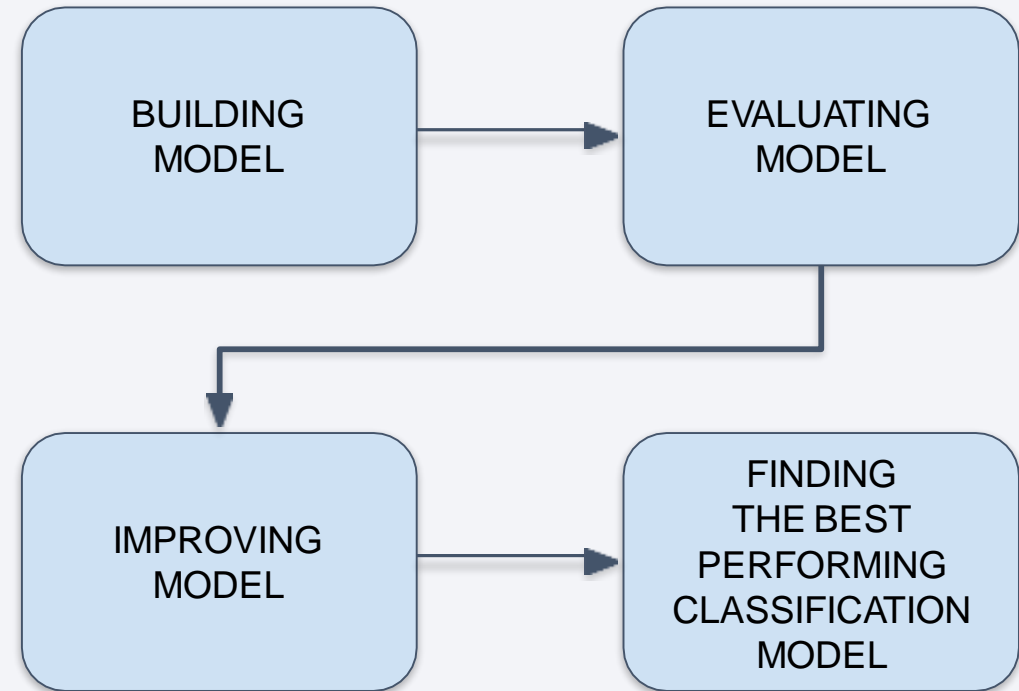 BUILDING
MODEL
EVALUATING
MODEL
IMPROVING
MODEL
FINDING
THE BEST
PERFORMING
CLASSIFICATION
MODEL